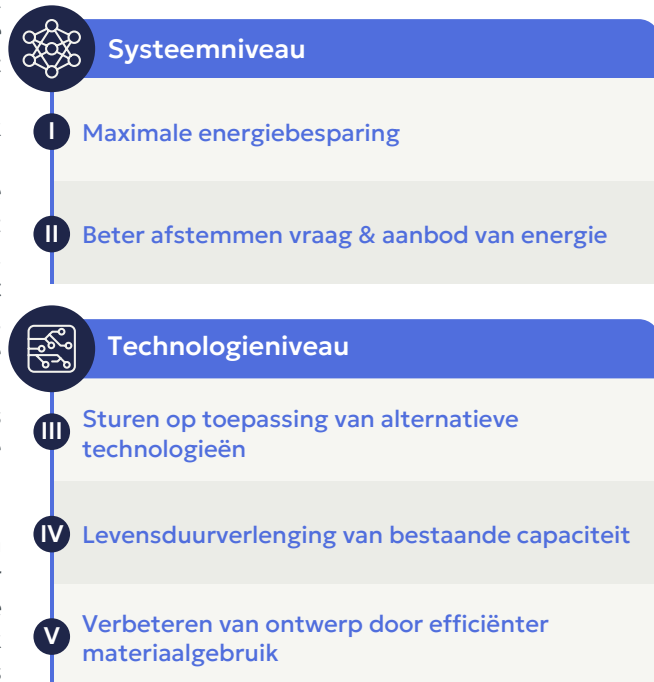 Systeemniveau
I
Maximale energiebesparing
II
Beter afstemmen vraag & aanbod van energie
Technologieniveau
III
Sturen op toepassing van alternatieve
technologieën
IV
Levensduurverlenging van bestaande capaciteit
V
Verbeteren van ontwerp door efficiënter
materiaalgebruik